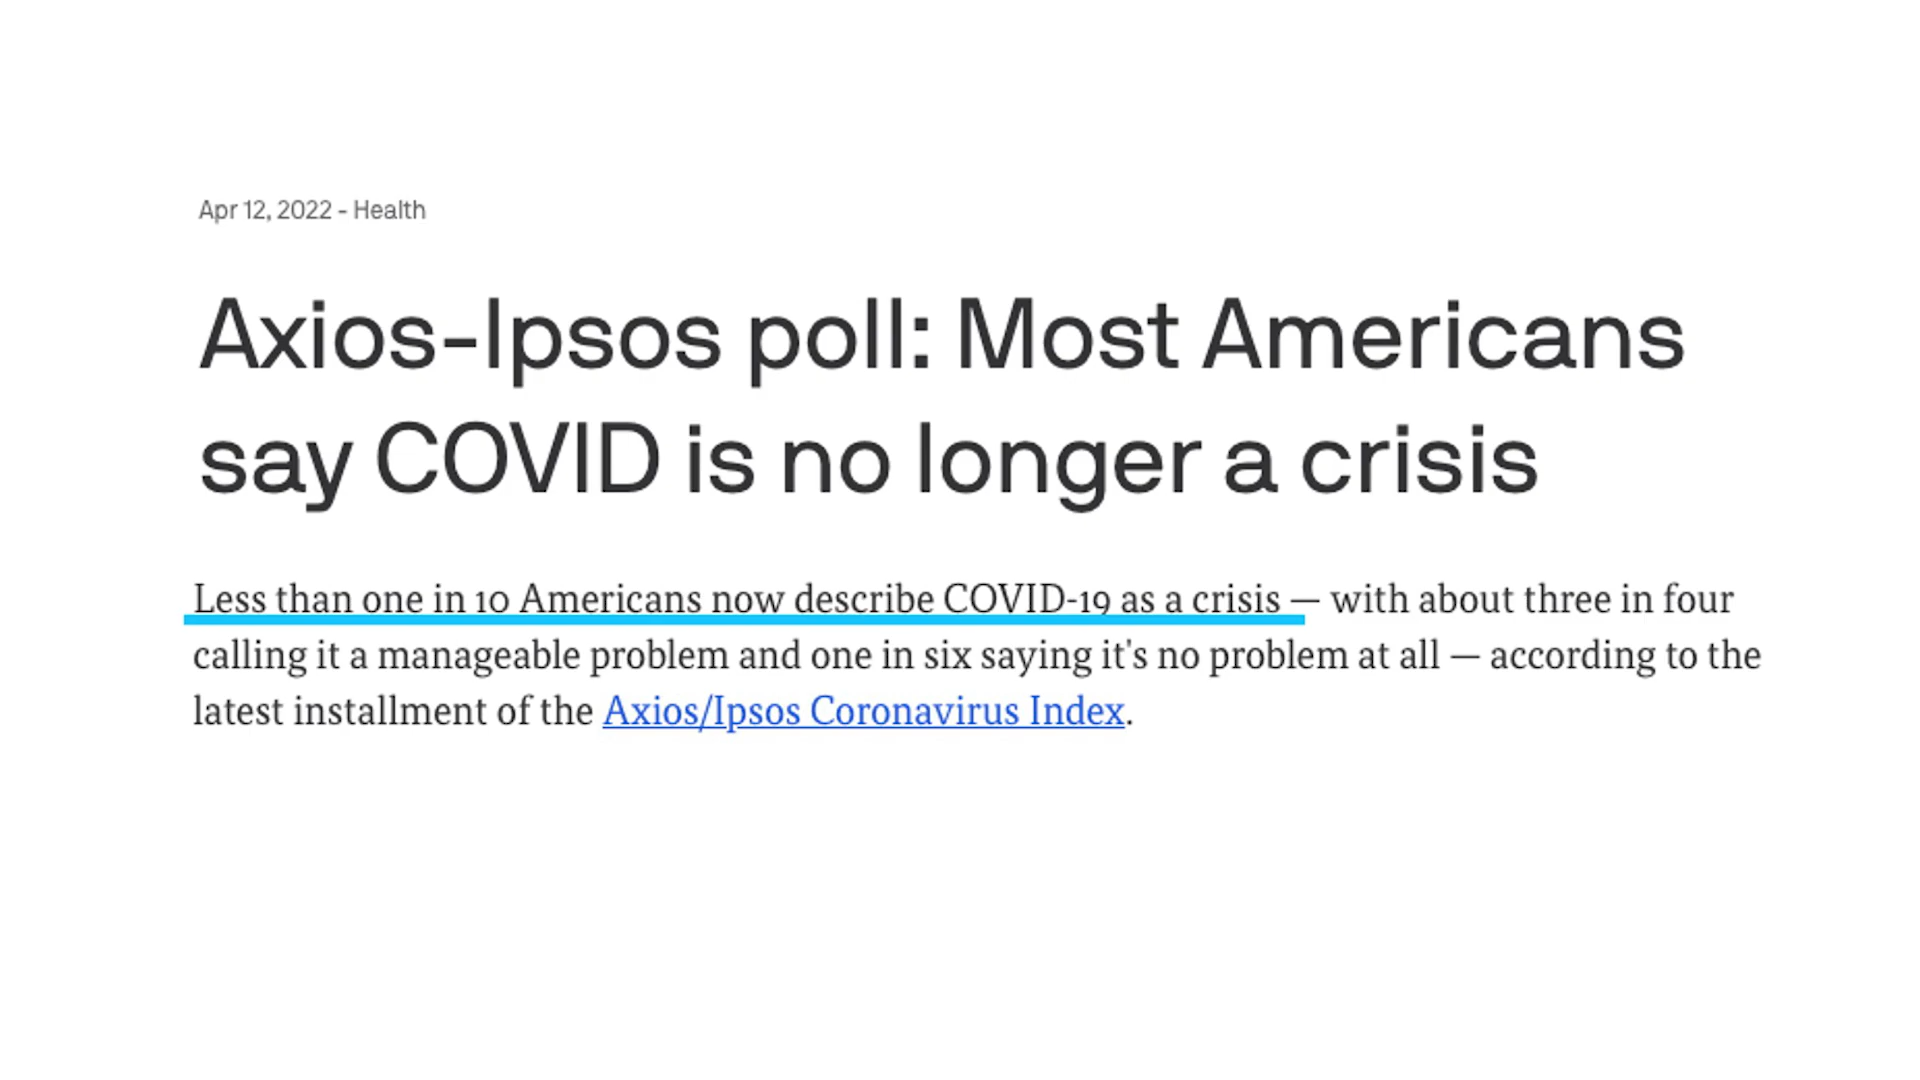 Apr 12, 2022 - Health
Axios-Ipsos poll: Most Americans
say COVID is no longer a crisis
Less than one in 10 Americans now describe COVID-19 as a crisis — with about three in four
calling it a manageable problem and one in six saying it's no problem at all — according to the
latest installment of the Axios/Ipsos Coronavirus Index.